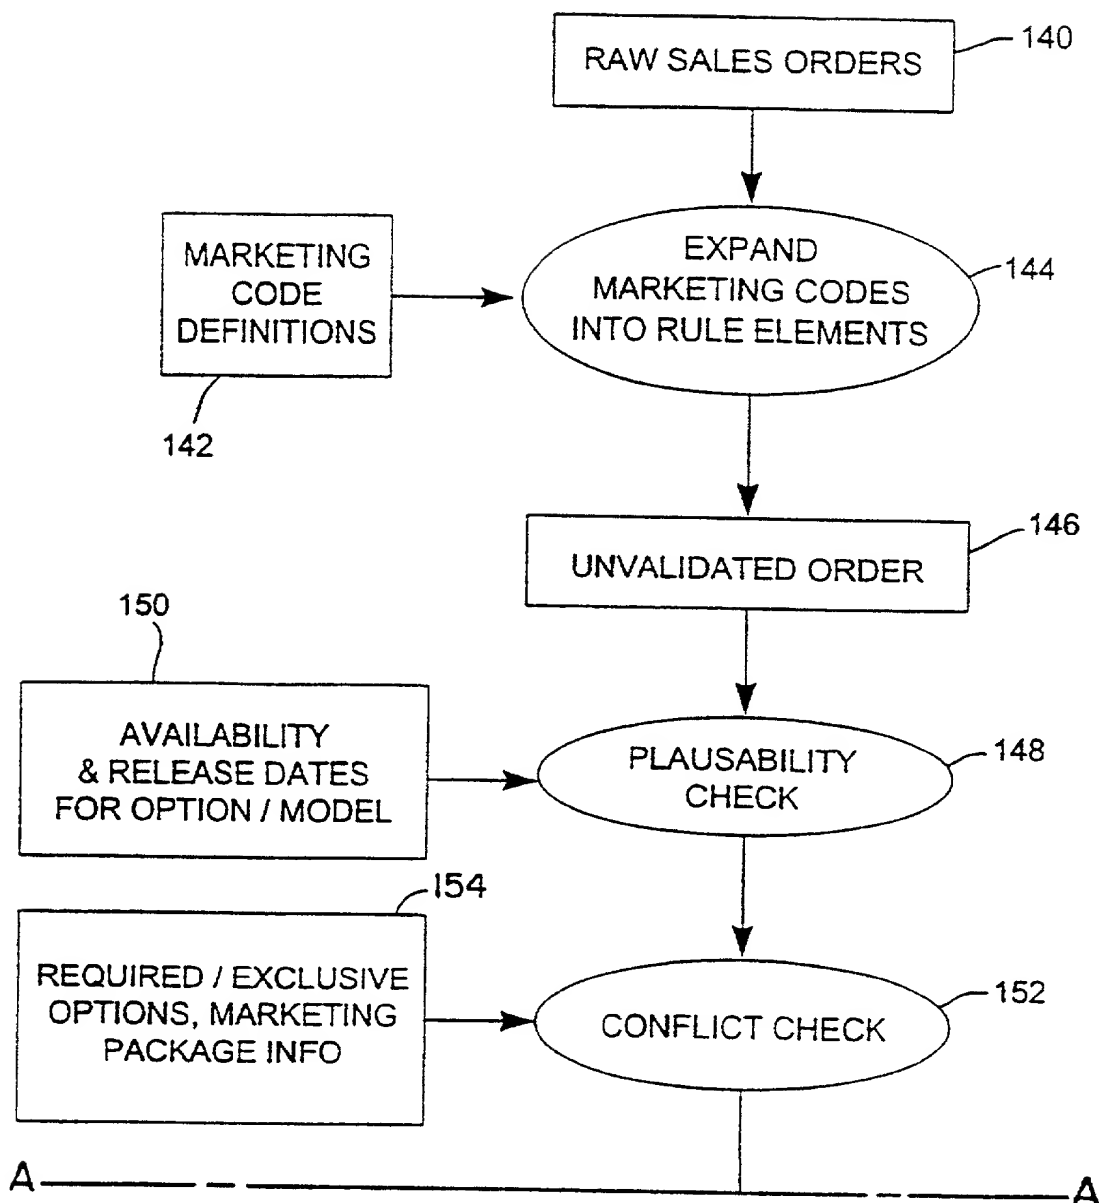 RAW SALES ORDERS
140
MARKETING
CODE
DEFINITIONS
142
EXPAND
MARKETING CODES
INTO RULE ELEMENTS
144
UNVALIDATED ORDER
146
150
AVAILABILITY
& RELEASE DATES
FOR OPTION / MODEL
PLAUSABILITY
CHECK
148
154
REQUIRED / EXCLUSIVE
OPTIONS, MARKETING
PACKAGE INFO
CONFLICT CHECK
152
A
A